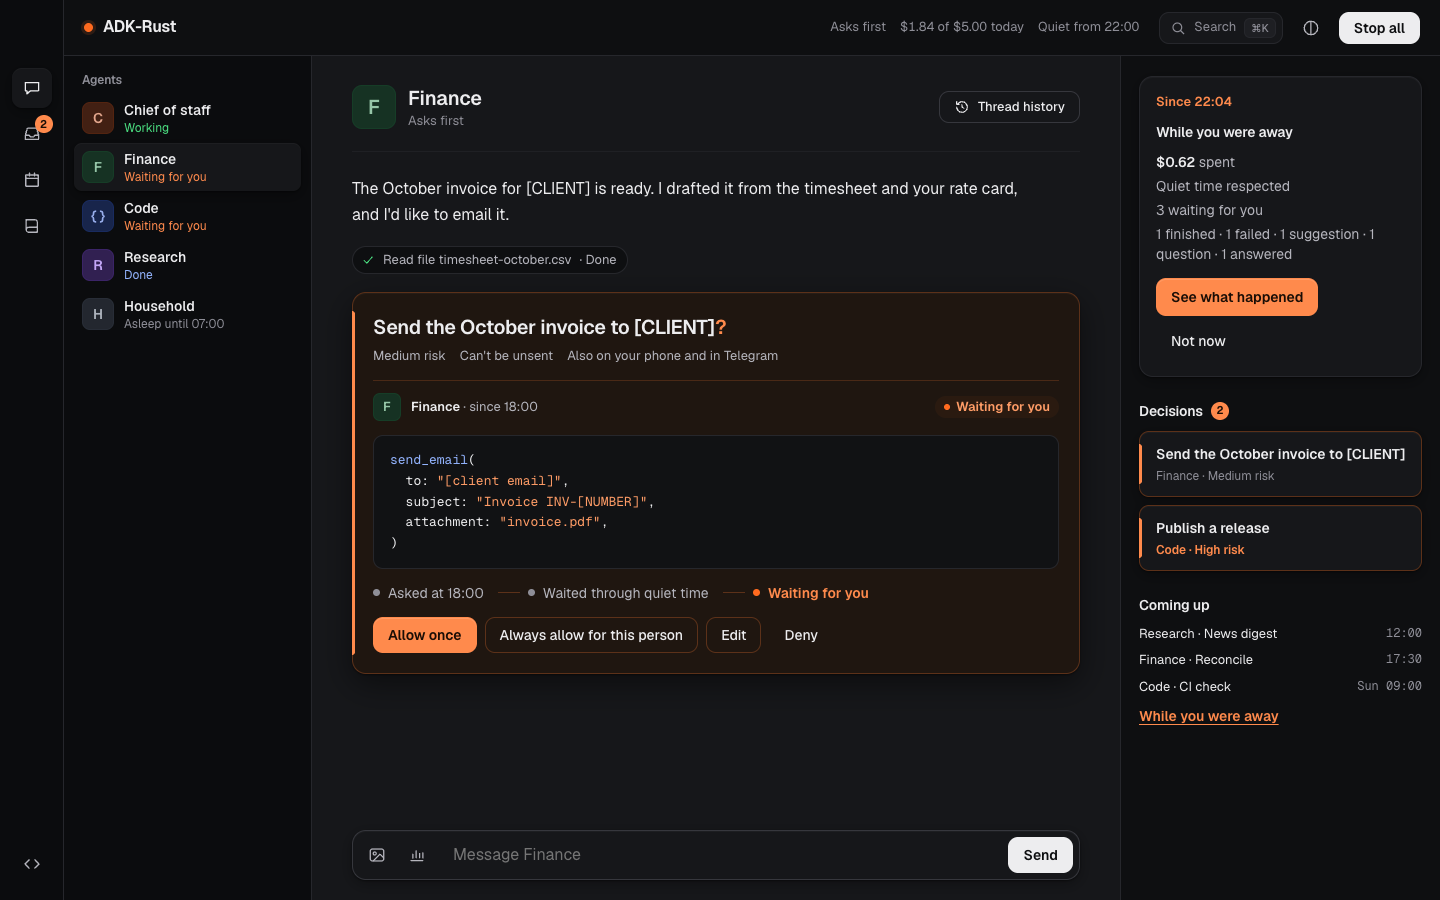 ADK-Rust
Asks first
$1.84 of $5.00 today
Quiet from 22:00
Search
⌘K
Stop all
2
Agents
C
Chief of staff
Working
F
Finance
Waiting for you
{}
Code
Waiting for you
R
Research
Done
H
Household
Asleep until 07:00
F
Finance
Asks first
Thread history
The October invoice for [CLIENT] is ready. I drafted it from the timesheet and your rate card,
and I'd like to email it.
Read file timesheet-october.csv · Done
Send the October invoice to [CLIENT]?
Medium risk
Can't be unsent
Also on your phone and in Telegram
F
Finance · since 18:00
Waiting for you
send_email(
to: "[client email]",
subject: "Invoice INV-[NUMBER]",
attachment: "invoice.pdf",
)
Asked at 18:00
Waited through quiet time
Waiting for you
Allow once
Always allow for this person
Edit
Deny
Message Finance
Send
Since 22:04
While you were away
$0.62 spent
Quiet time respected
3 waiting for you
1 finished · 1 failed · 1 suggestion · 1
question · 1 answered
See what happened
Not now
Decisions 2
Send the October invoice to [CLIENT]
Finance · Medium risk
Publish a release
Code · High risk
Coming up
Research · News digest 12:00
Finance · Reconcile 17:30
Code · CI check Sun 09:00
While you were away